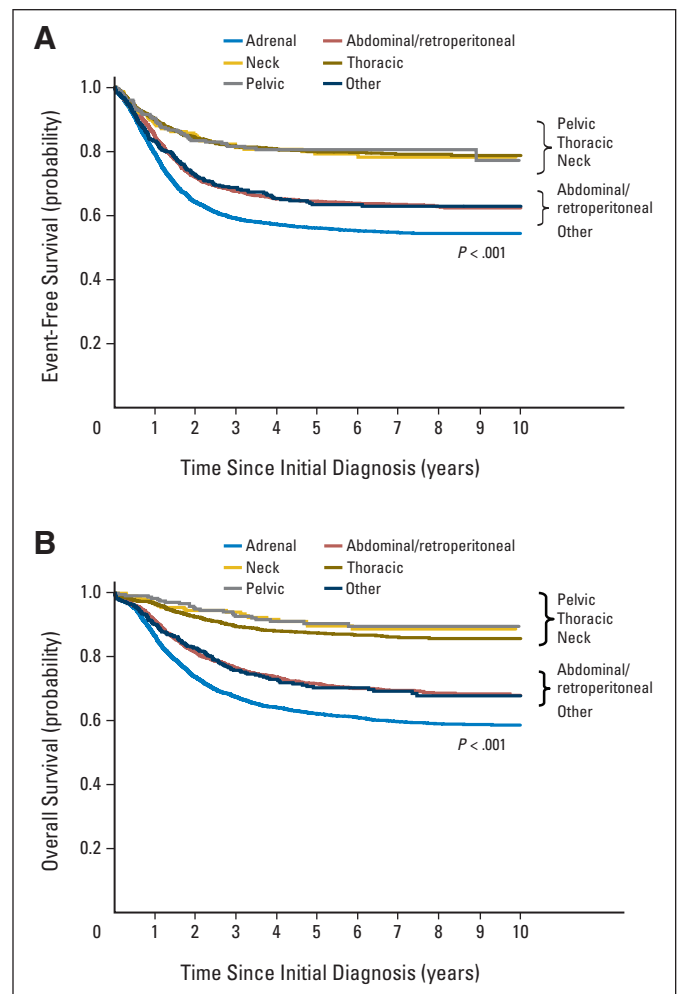 A
Adrenal Abdominal/retroperitoneal
Neck Thoracic
Pelvic Other
Event-Free Survival (probability)
1.0
0.8
0.6
0.4
0.2
Pelvic
Thoracic
Neck
Abdominal/
retroperitoneal
Other
P < .001
0 1 2 3 4 5 6 7 8 9 10
Time Since Initial Diagnosis (years)
B
Adrenal Abdominal/retroperitoneal
Neck Thoracic
Pelvic Other
Overall Survival (probability)
1.0
0.8
0.6
0.4
0.2
Pelvic
Thoracic
Neck
Abdominal/
retroperitoneal
Other
P < .001
0 1 2 3 4 5 6 7 8 9 10
Time Since Initial Diagnosis (years)